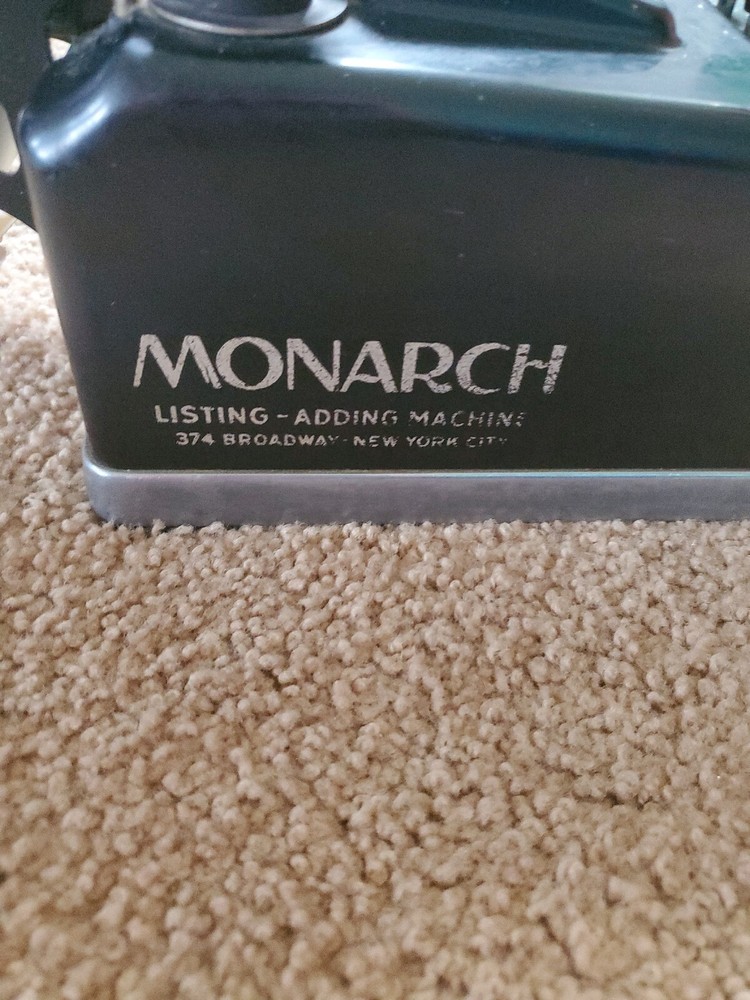 MONARCH
LISTING-ADDING MACHINE
374 BROADWAY-NEW YORK CITY